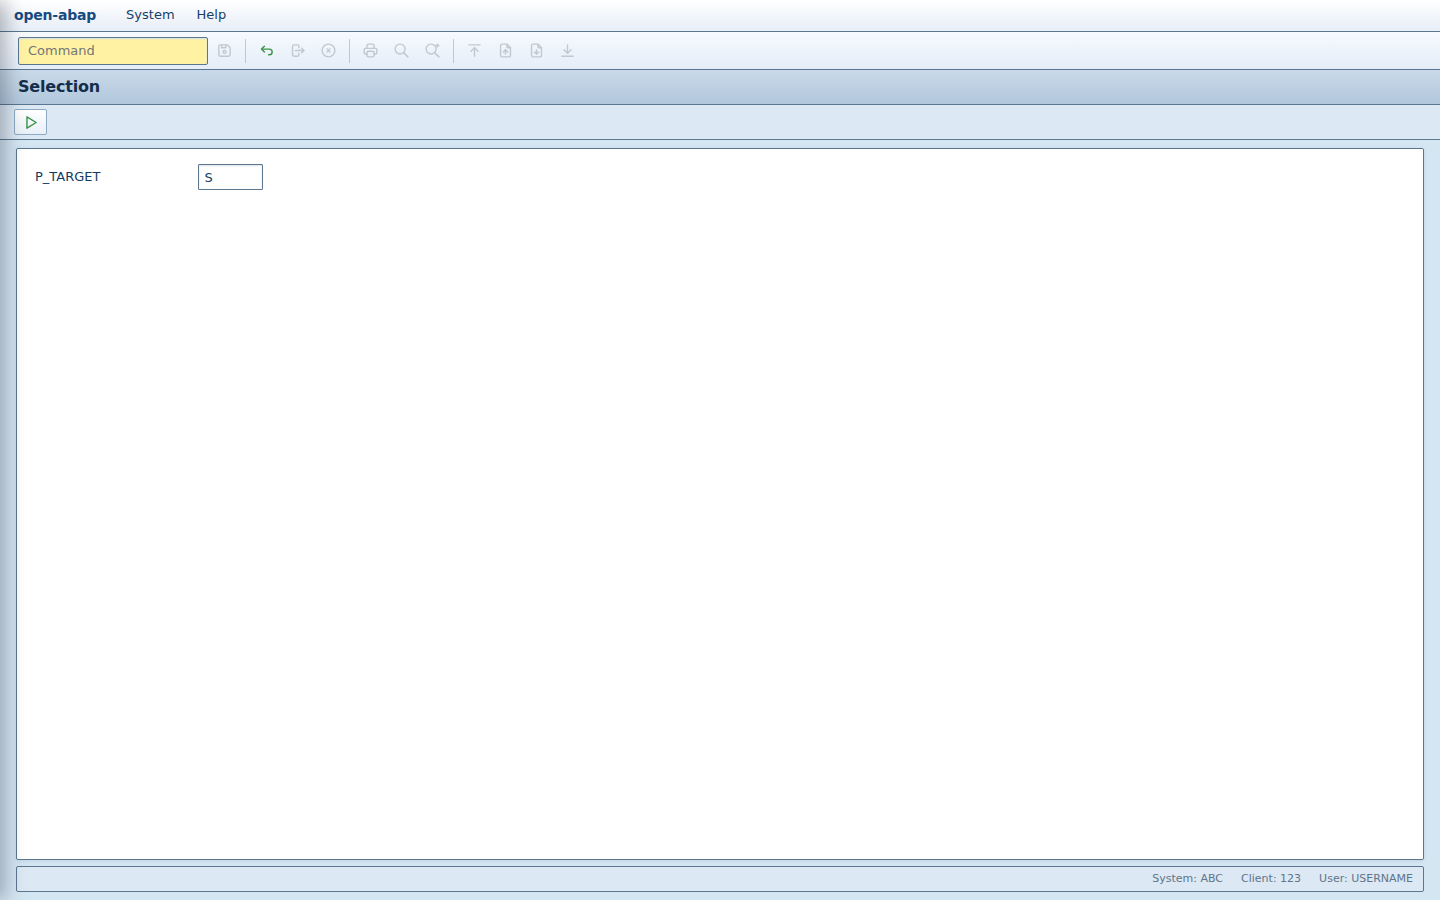 open-abap System Help
Command
Selection
P_TARGET S
System: ABC Client: 123 User: USERNAME